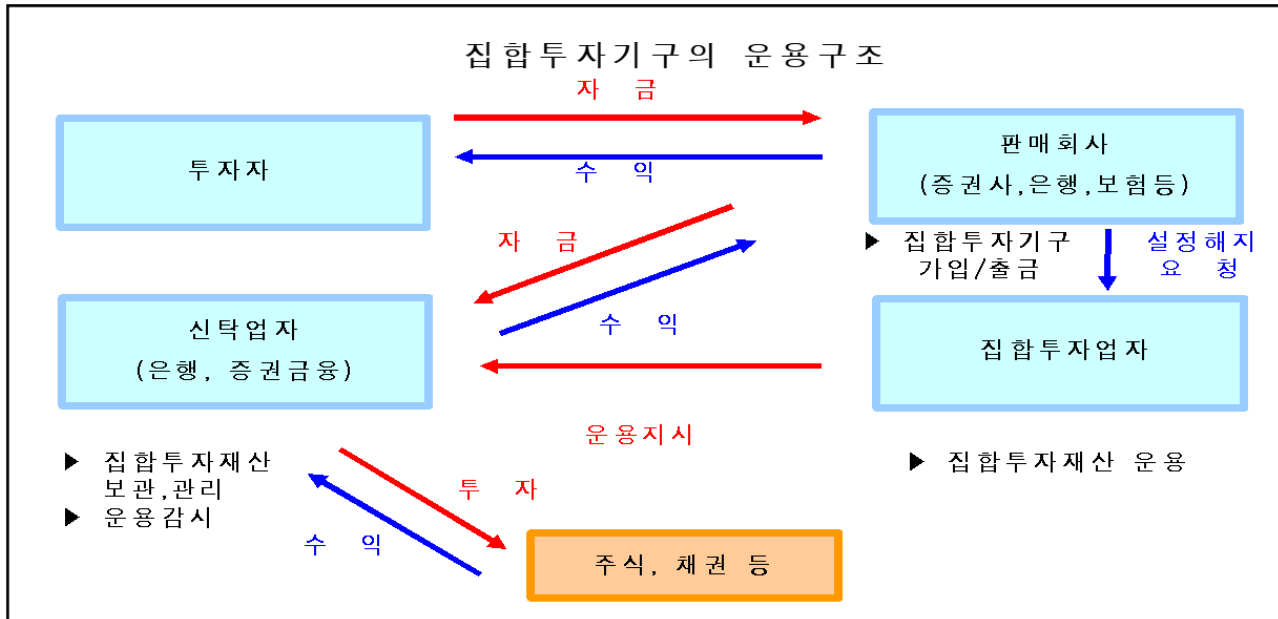 집합투자기구의 운용구조
자 금
투자자
수 익
판매회사
(증권사,은행,보험등)
자 금
▶ 집합투자기구
가입/출금
설정해지
요 청
수 익
신탁업자
(은행, 증권금융)
집합투자업자
운용지시
▶ 집합투자재산
보관,관리
▶ 운용감시
▶ 집합투자재산 운용
투 자
수 익
주식, 채권 등